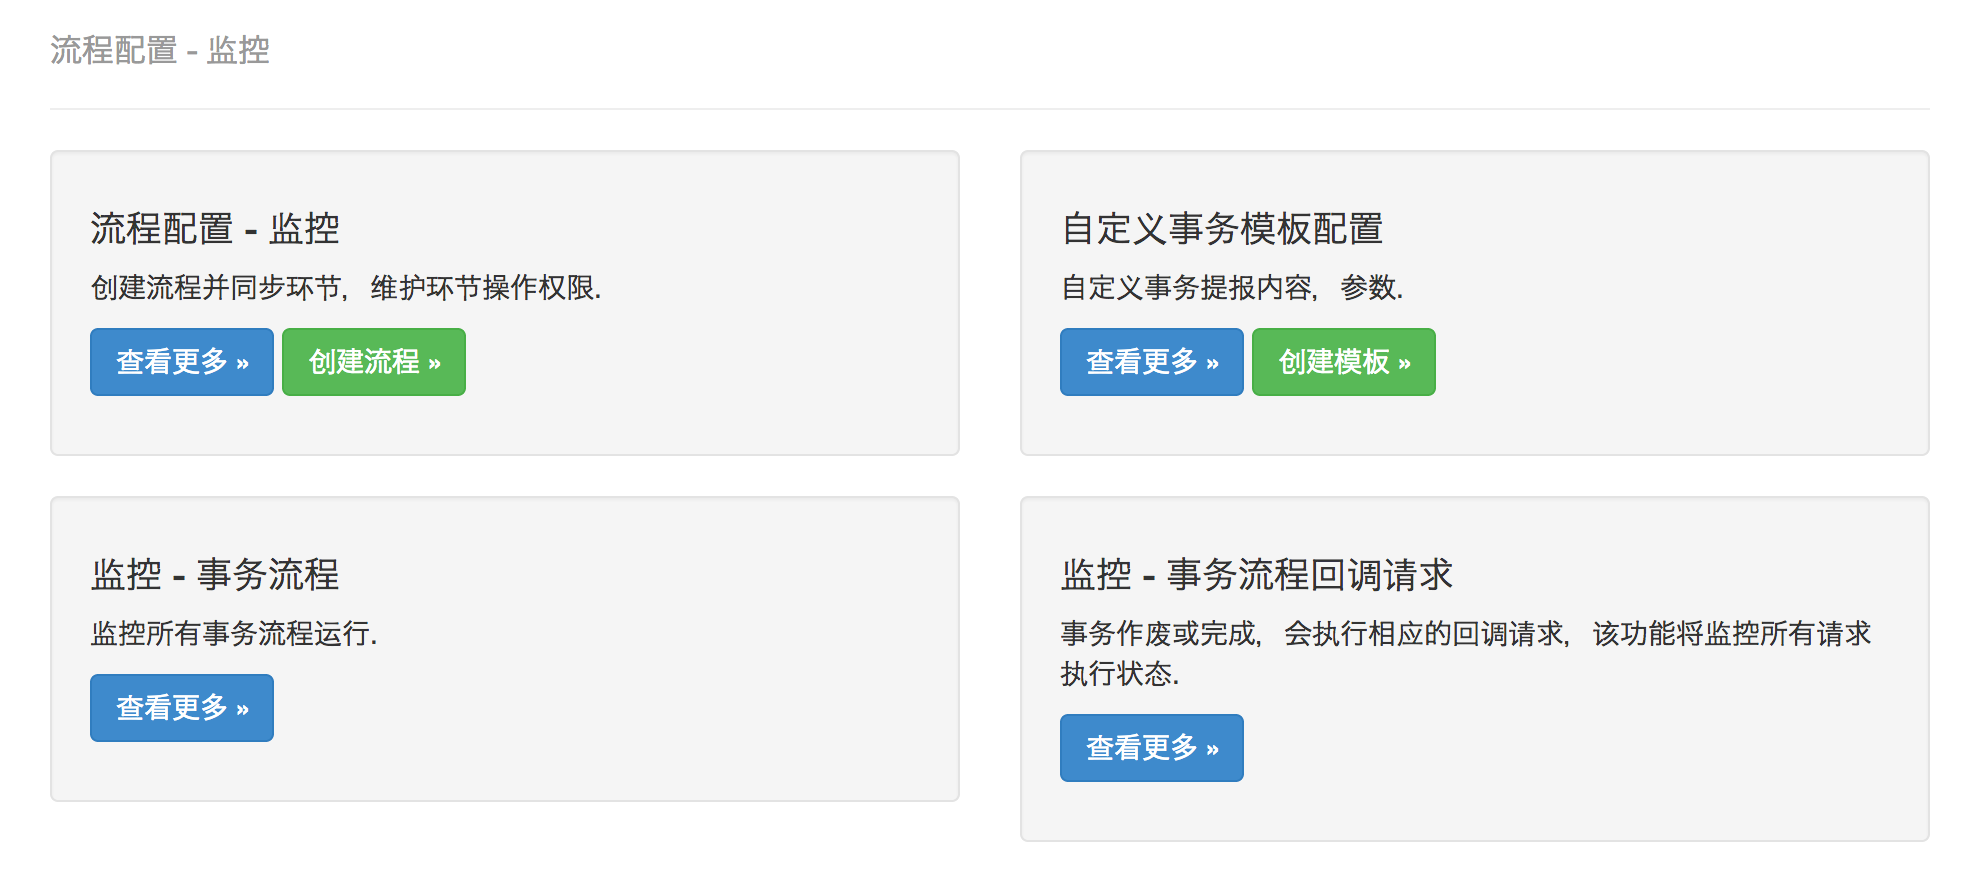 流程配置 - 监控
流程配置 - 监控
创建流程并同步环节，维护环节操作权限.
查看更多 »
创建流程 »
自定义事务模板配置
自定义事务提报内容，参数.
查看更多 »
创建模板 »
监控 - 事务流程
监控所有事务流程运行.
查看更多 »
监控 - 事务流程回调请求
事务作废或完成，会执行相应的回调请求，该功能将监控所有请求
执行状态.
查看更多 »